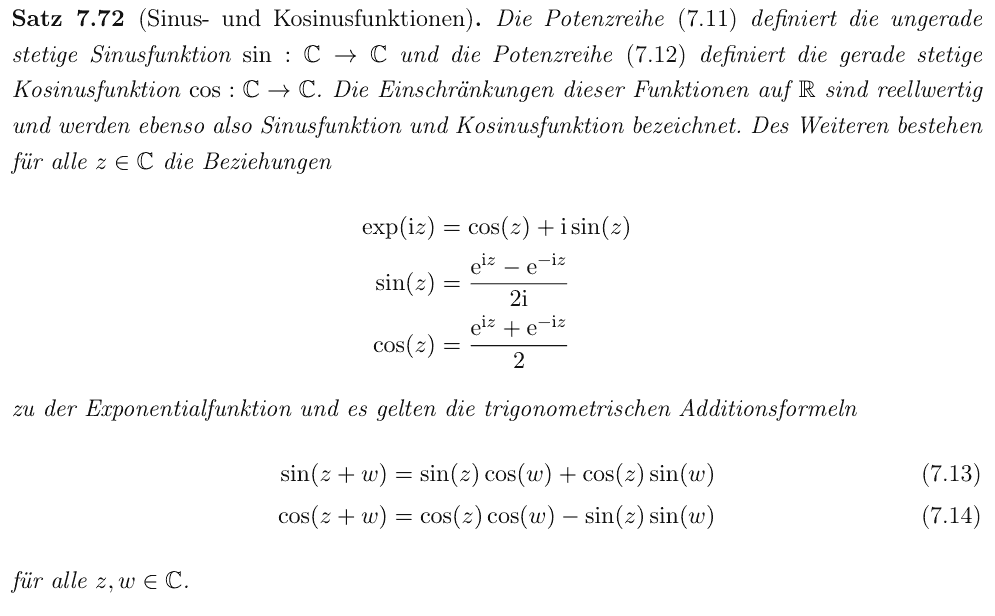 Satz 7.72 (Sinus- und Kosinusfunktionen). Die Potenzreihe (7.11) definiert die ungerade
stetige Sinusfunktion sin : ℂ → ℂ und die Potenzreihe (7.12) definiert die gerade stetige
Kosinusfunktion cos : ℂ → ℂ. Die Einschränkungen dieser Funktionen auf ℝ sind reellwertig
und werden ebenso also Sinusfunktion und Kosinusfunktion bezeichnet. Des Weiteren bestehen
für alle z ∈ ℂ die Beziehungen
exp(iz) = cos(z) + i sin(z)
sin(z) = (e^{iz} − e^{−iz}) / 2i
cos(z) = (e^{iz} + e^{−iz}) / 2
zu der Exponentialfunktion und es gelten die trigonometrischen Additionsformeln
sin(z + w) = sin(z) cos(w) + cos(z) sin(w) (7.13)
cos(z + w) = cos(z) cos(w) − sin(z) sin(w) (7.14)
für alle z, w ∈ ℂ.